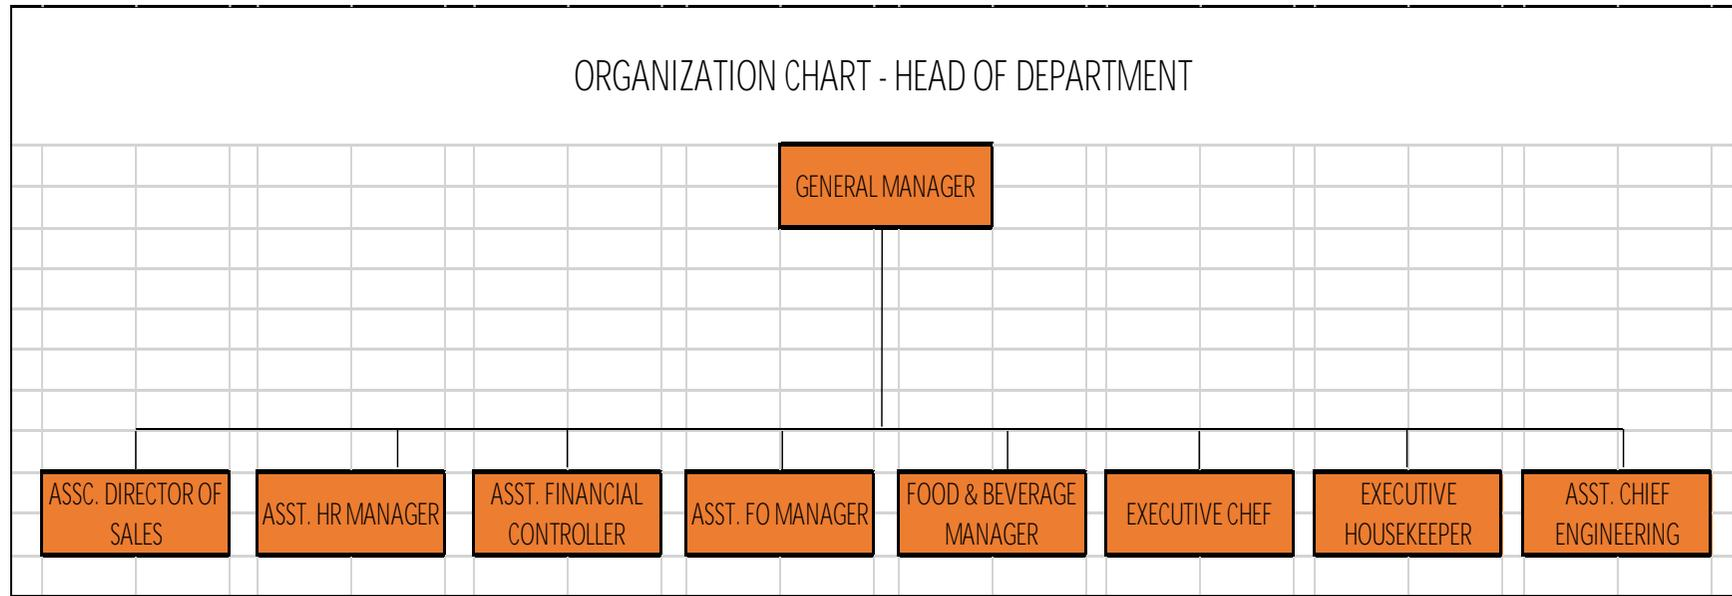 ORGANIZATION CHART - HEAD OF DEPARTMENT
GENERAL MANAGER
ASSC. DIRECTOR OF
SALES
ASST. HR MANAGER
ASST. FINANCIAL
CONTROLLER
ASST. FO MANAGER
FOOD & BEVERAGE
MANAGER
EXECUTIVE CHEF
EXECUTIVE
HOUSEKEEPER
ASST. CHIEF
ENGINEERING